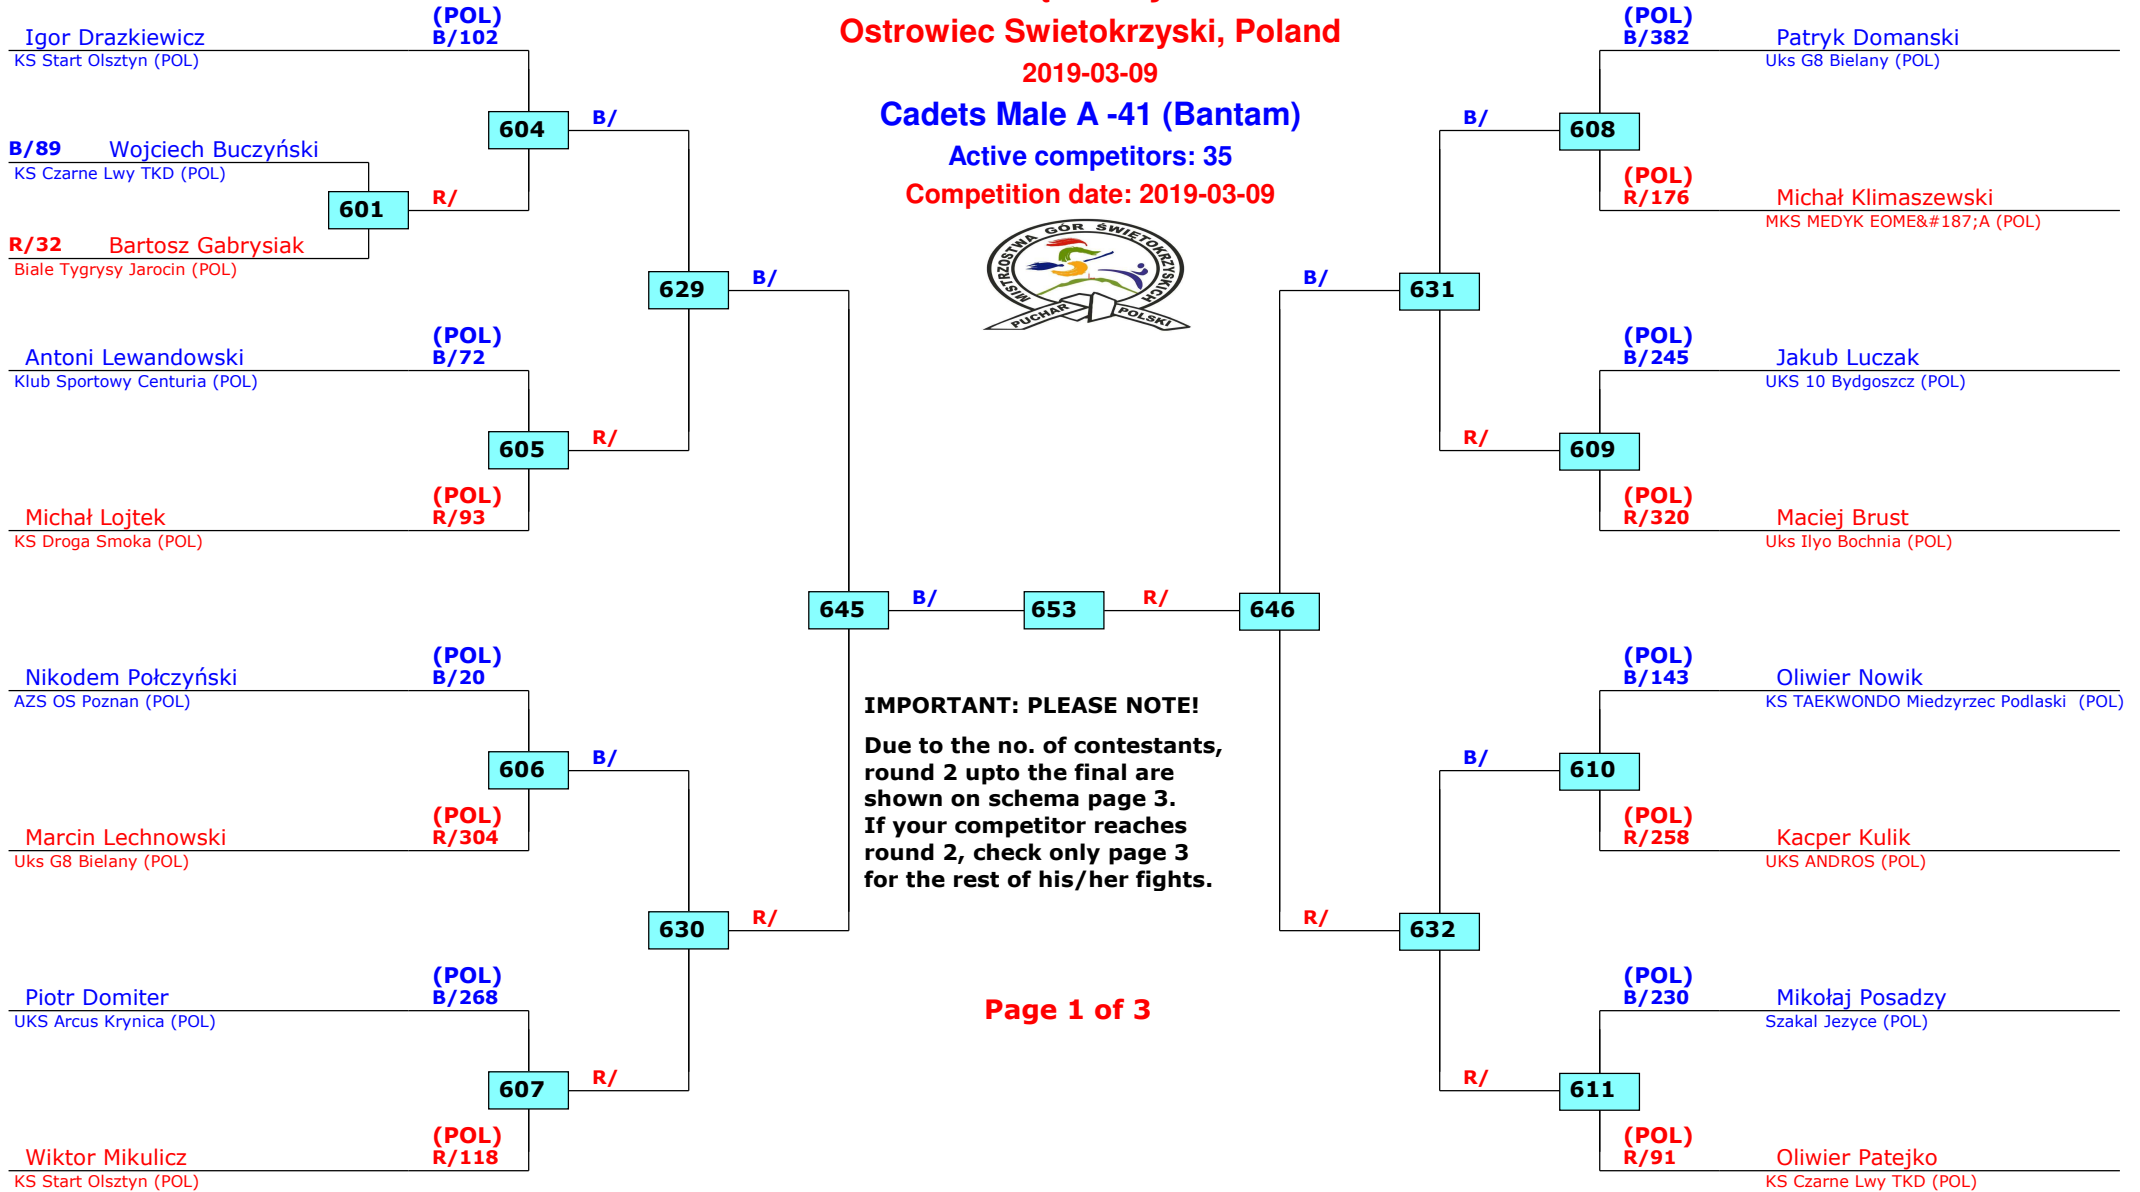 Ostrowiec Swietokrzyski, Poland
2019-03-09
Cadets Male A -41 (Bantam)
Active competitors: 35
Competition date: 2019-03-09
MISTRZOSTWA GÓR ŚWIĘTOKRZYSKICH
PUCHAR POLSKI
(POL)
Igor Drazkiewicz B/102
KS Start Olsztyn (POL)
604
B/
B/89 Wojciech Buczyński
KS Czarne Lwy TKD (POL)
601
R/
R/32 Bartosz Gabrysiak
Biale Tygrysy Jarocin (POL)
629
B/
(POL)
Antoni Lewandowski B/72
Klub Sportowy Centuria (POL)
605
R/
(POL)
Michał Lojtek R/93
KS Droga Smoka (POL)
645
B/
653
R/
646
(POL)
Nikodem Połczyński B/20
AZS OS Poznan (POL)
606
B/
(POL)
Marcin Lechnowski R/304
Uks G8 Bielany (POL)
630
R/
(POL)
Piotr Domiter B/268
UKS Arcus Krynica (POL)
607
R/
(POL)
Wiktor Mikulicz R/118
KS Start Olsztyn (POL)
IMPORTANT: PLEASE NOTE!
Due to the no. of contestants,
round 2 upto the final are
shown on schema page 3.
If your competitor reaches
round 2, check only page 3
for the rest of his/her fights.
Page 1 of 3
(POL)
B/382 Patryk Domanski
Uks G8 Bielany (POL)
B/
608
(POL)
R/176 Michał Klimaszewski
MKS MEDYK EOME&#187;A (POL)
B/
631
(POL)
B/245 Jakub Luczak
UKS 10 Bydgoszcz (POL)
R/
609
(POL)
R/320 Maciej Brust
Uks Ilyo Bochnia (POL)
(POL)
B/143 Oliwier Nowik
KS TAEKWONDO Miedzyrzec Podlaski (POL)
B/
610
(POL)
R/258 Kacper Kulik
UKS ANDROS (POL)
R/
632
(POL)
B/230 Mikołaj Posadzy
Szakal Jezyce (POL)
R/
611
(POL)
R/91 Oliwier Patejko
KS Czarne Lwy TKD (POL)